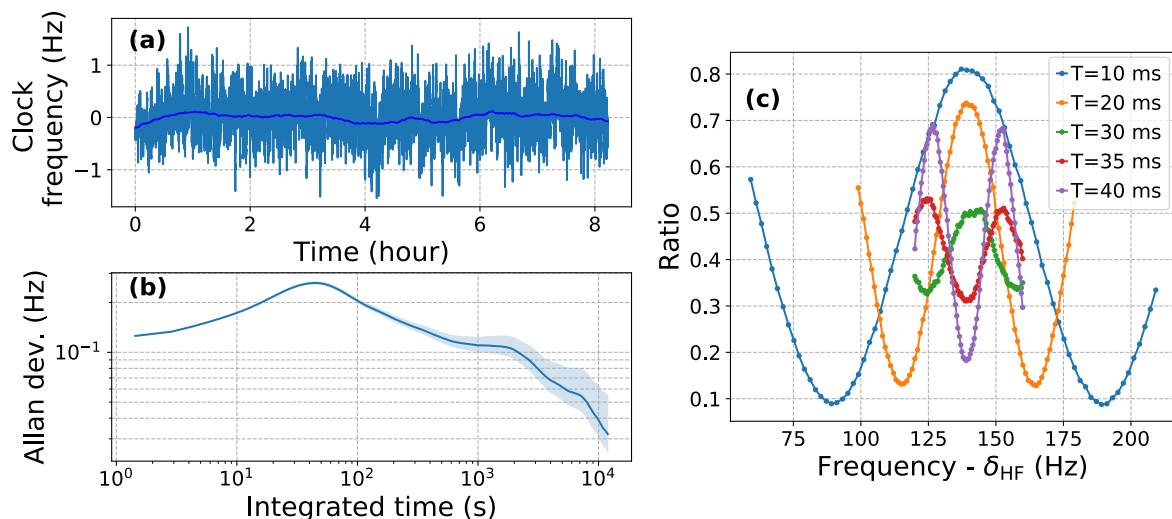 (a)
Clock
frequency (Hz)
1
0
−1
0 2 4 6 8
Time (hour)
(b)
Allan dev. (Hz)
10⁻¹
10⁰ 10¹ 10² 10³ 10⁴
Integrated time (s)
(c)
Ratio
0.8
0.7
0.6
0.5
0.4
0.3
0.2
0.1
75 100 125 150 175 200
Frequency - δHF (Hz)
T=10 ms
T=20 ms
T=30 ms
T=35 ms
T=40 ms